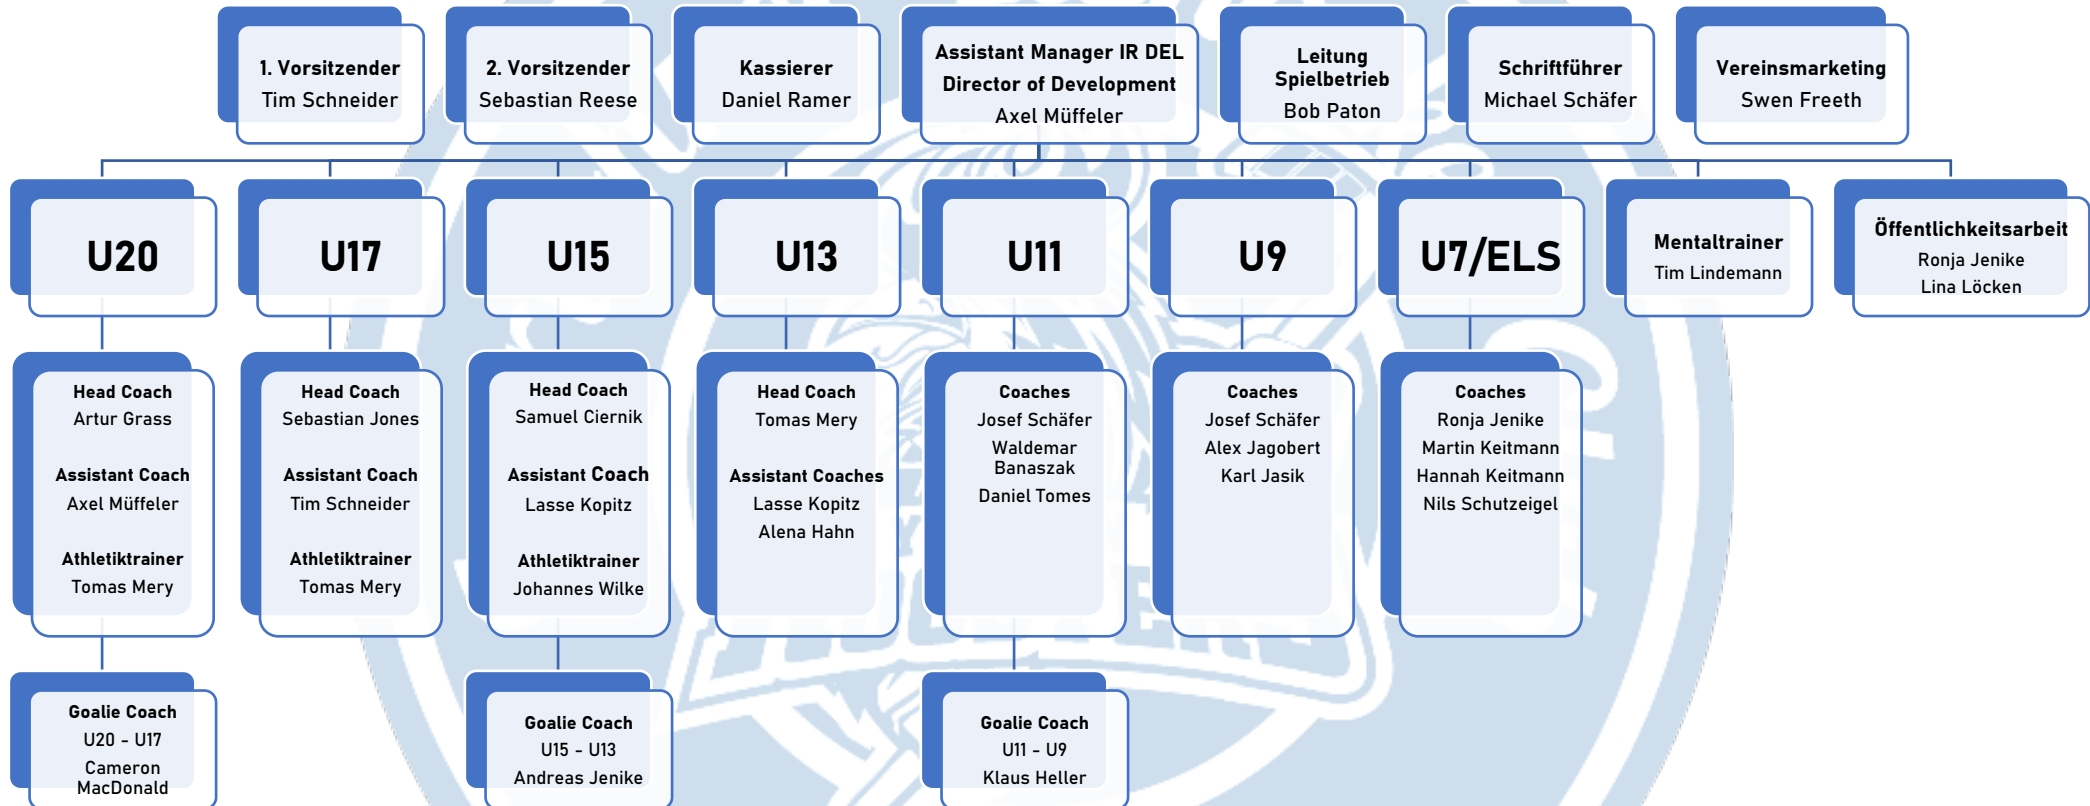 1. Vorsitzender
Tim Schneider
2. Vorsitzender
Sebastian Reese
Kassierer
Daniel Ramer
Assistant Manager IR DEL
Director of Development
Axel Müffeler
Leitung
Spielbetrieb
Bob Paton
Schriftführer
Michael Schäfer
Vereinsmarketing
Swen Freeth
U20
U17
U15
U13
U11
U9
U7/ELS
Mentaltrainer
Tim Lindemann
Öffentlichkeitsarbeit
Ronja Jenike
Lina Löcken
Head Coach
Artur Grass
Assistant Coach
Axel Müffeler
Athletiktrainer
Tomas Mery
Head Coach
Sebastian Jones
Assistant Coach
Tim Schneider
Athletiktrainer
Tomas Mery
Head Coach
Samuel Ciernik
Assistant Coach
Lasse Kopitz
Athletiktrainer
Johannes Wilke
Head Coach
Tomas Mery
Assistant Coaches
Lasse Kopitz
Alena Hahn
Coaches
Josef Schäfer
Waldemar
Banaszak
Daniel Tomes
Coaches
Josef Schäfer
Alex Jagobert
Karl Jasik
Coaches
Ronja Jenike
Martin Keitmann
Hannah Keitmann
Nils Schutzeigel
Goalie Coach
U20 - U17
Cameron
MacDonald
Goalie Coach
U15 - U13
Andreas Jenike
Goalie Coach
U11 - U9
Klaus Heller